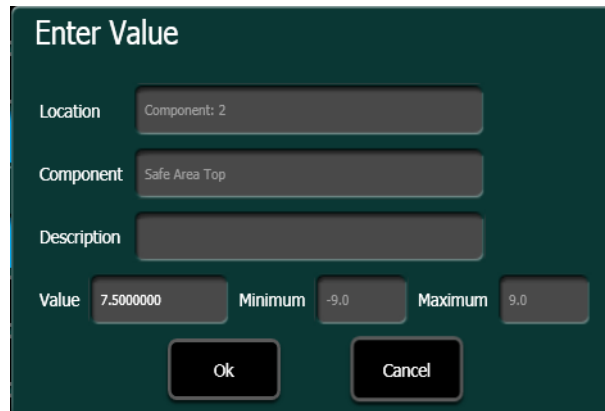 Enter Value
Location Component: 2
Component Safe Area Top
Description
Value 7.5000000 Minimum -9.0 Maximum 9.0
Ok Cancel